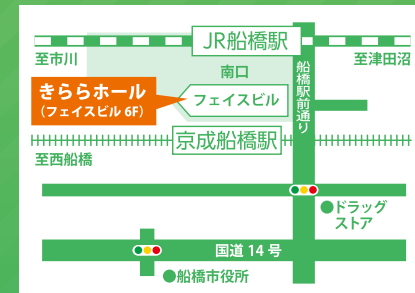 JR船橋駅
至市川
至津田沼
南口
船橋駅前通り
きららホール
(フェイスビル 6F)
フェイスビル
京成船橋駅
至西船橋
●ドラッグ
ストア
国道 14 号
●船橋市役所